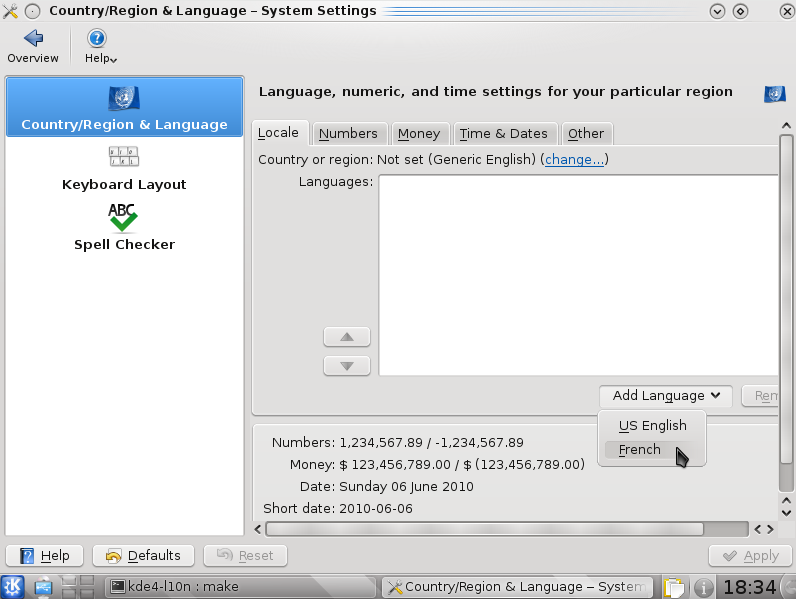 Country/Region & Language – System Settings
Overview
Help
Country/Region & Language
Keyboard Layout
ABC
Spell Checker
Language, numeric, and time settings for your particular region
Locale
Numbers
Money
Time & Dates
Other
Country or region: Not set (Generic English) (change...)
Languages:
Add Language
US English
French
Numbers: 1,234,567.89 / -1,234,567.89
Money: $ 123,456,789.00 / $ (123,456,789.00)
Date: Sunday 06 June 2010
Short date: 2010-06-06
Help
Defaults
Reset
Apply
kde4-l10n : make
Country/Region & Language – System
18:34